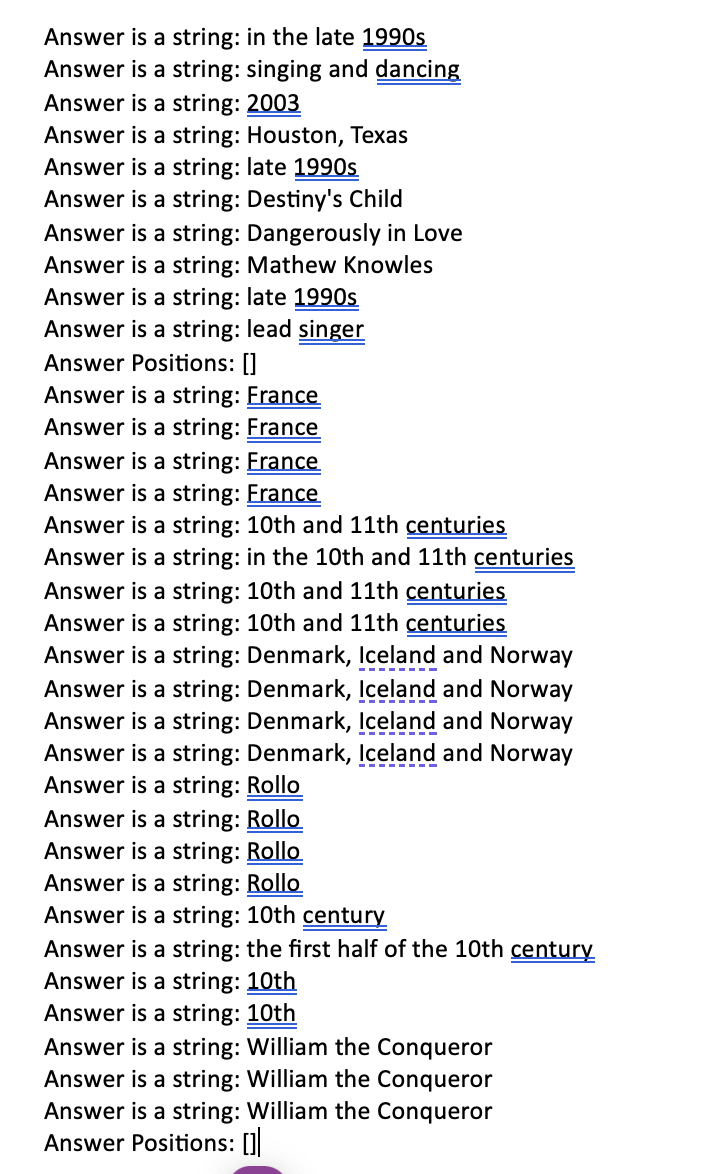 Answer is a string: in the late 1990s
Answer is a string: singing and dancing
Answer is a string: 2003
Answer is a string: Houston, Texas
Answer is a string: late 1990s
Answer is a string: Destiny's Child
Answer is a string: Dangerously in Love
Answer is a string: Mathew Knowles
Answer is a string: late 1990s
Answer is a string: lead singer
Answer Positions: []
Answer is a string: France
Answer is a string: France
Answer is a string: France
Answer is a string: France
Answer is a string: 10th and 11th centuries
Answer is a string: in the 10th and 11th centuries
Answer is a string: 10th and 11th centuries
Answer is a string: 10th and 11th centuries
Answer is a string: Denmark, Iceland and Norway
Answer is a string: Denmark, Iceland and Norway
Answer is a string: Denmark, Iceland and Norway
Answer is a string: Denmark, Iceland and Norway
Answer is a string: Rollo
Answer is a string: Rollo
Answer is a string: Rollo
Answer is a string: Rollo
Answer is a string: 10th century
Answer is a string: the first half of the 10th century
Answer is a string: 10th
Answer is a string: 10th
Answer is a string: William the Conqueror
Answer is a string: William the Conqueror
Answer is a string: William the Conqueror
Answer Positions: []